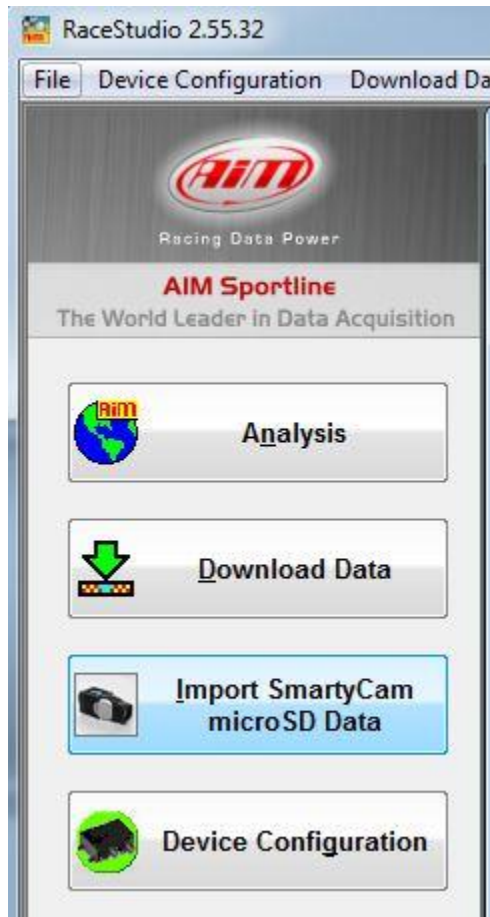 RaceStudio 2.55.32
File Device Configuration Download Da
AiM
Racing Data Power
AIM Sportline
The World Leader in Data Acquisition
AiM
Analysis
Download Data
Import SmartyCam
microSD Data
Device Configuration